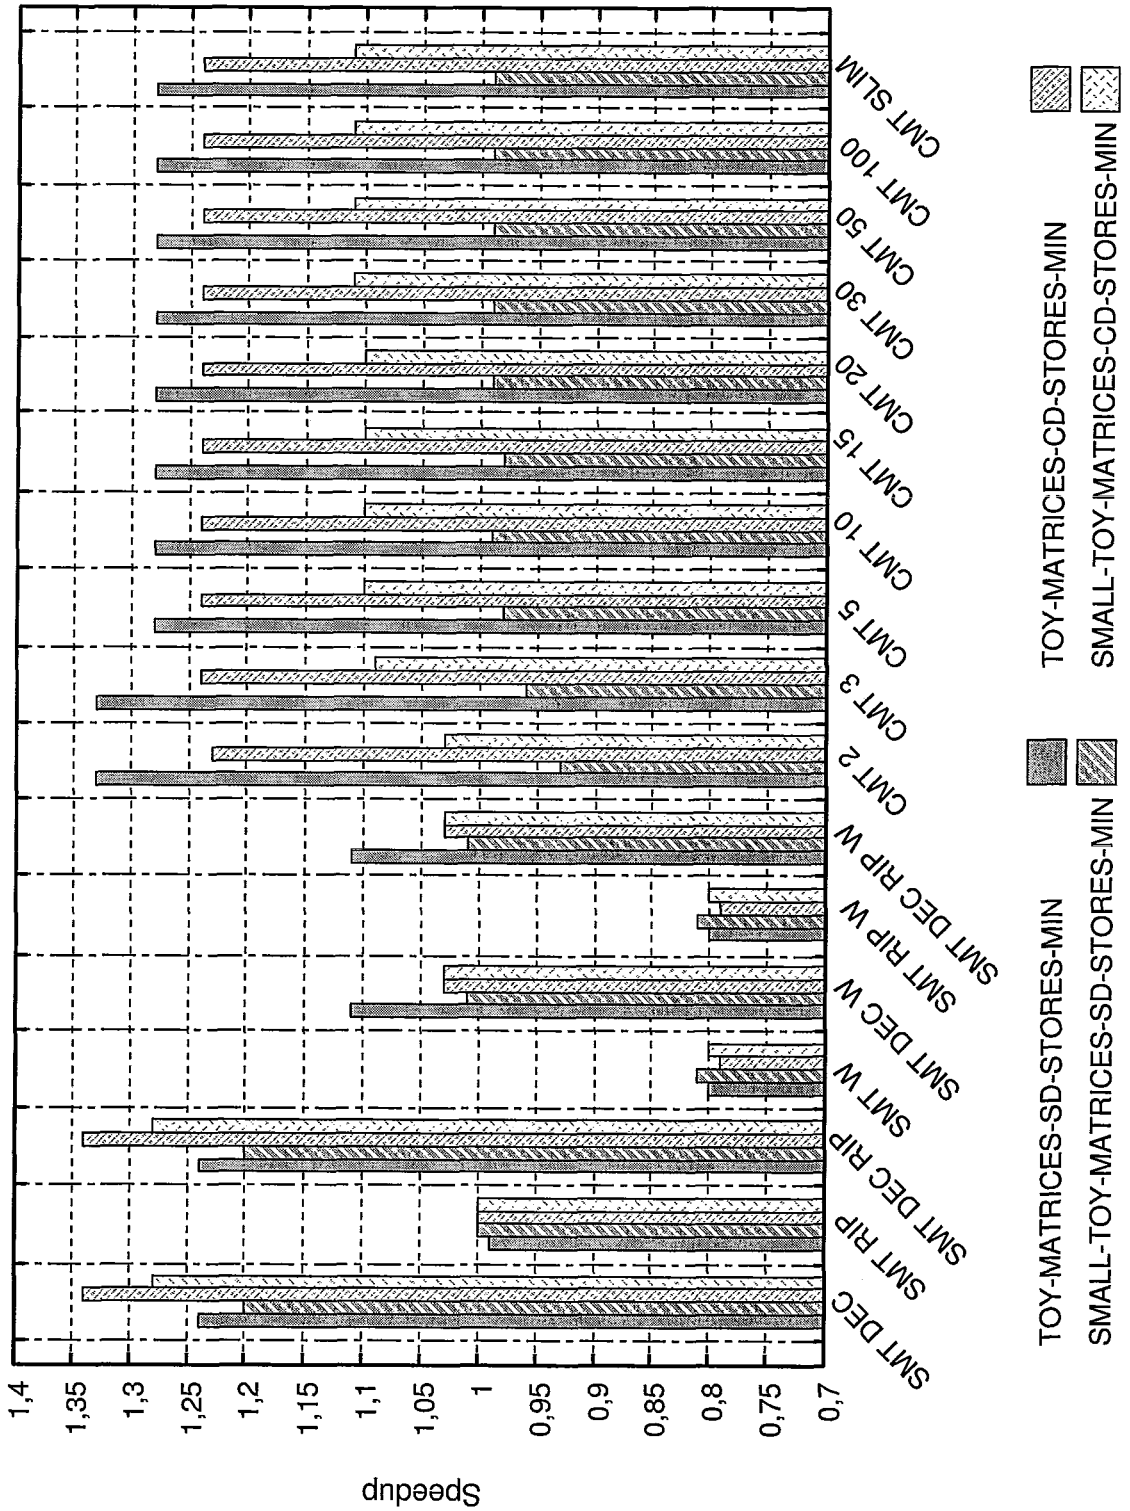 Speedup
1,4
1,35
1,3
1,25
1,2
1,15
1,1
1,05
1
0,95
0,9
0,85
0,8
0,75
0,7
SMT DEC
SMT RIP
SMT DEC RIP
SMT W
SMT DEC W
SMT RIP W
SMT DEC RIP W
CMT 2
CMT 3
CMT 5
CMT 10
CMT 15
CMT 20
CMT 30
CMT 50
CMT 100
CMT SLIM
TOY-MATRICES-SD-STORES-MIN
SMALL-TOY-MATRICES-SD-STORES-MIN
TOY-MATRICES-CD-STORES-MIN
SMALL-TOY-MATRICES-CD-STORES-MIN